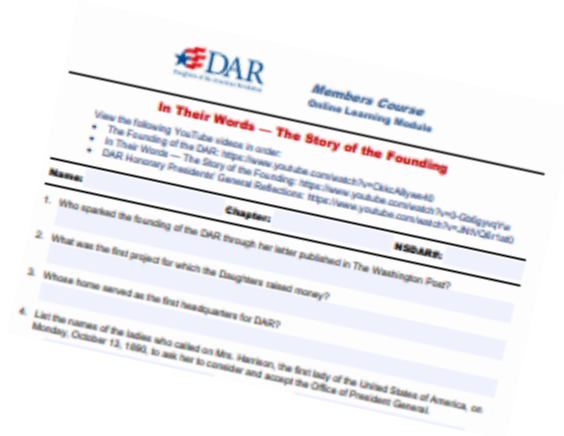 DAR
Daughters of the American Revolution
Members Course
Online Learning Module
In Their Words — The Story of the Founding
View the following YouTube videos in order:
• The Founding of the DAR: https://www.youtube.com/watch?
• In Their Words — The Story of the Founding: https://www.youtube.com/watch?
• DAR Honorary Presidents' General Reflections: https://www.youtube.com/watch?
Name:
Chapter:
NSDAR#:
1. Who sparked the founding of the DAR through her letter published in The Washington Post?
2. What was the first project for which the Daughters raised money?
3. Whose home served as the first headquarters for DAR?
4. List the names of the ladies who called on Mrs. Harrison, the first lady of the United States of America, on
Monday, October 13, 1890, to ask her to consider and accept the Office of President General.